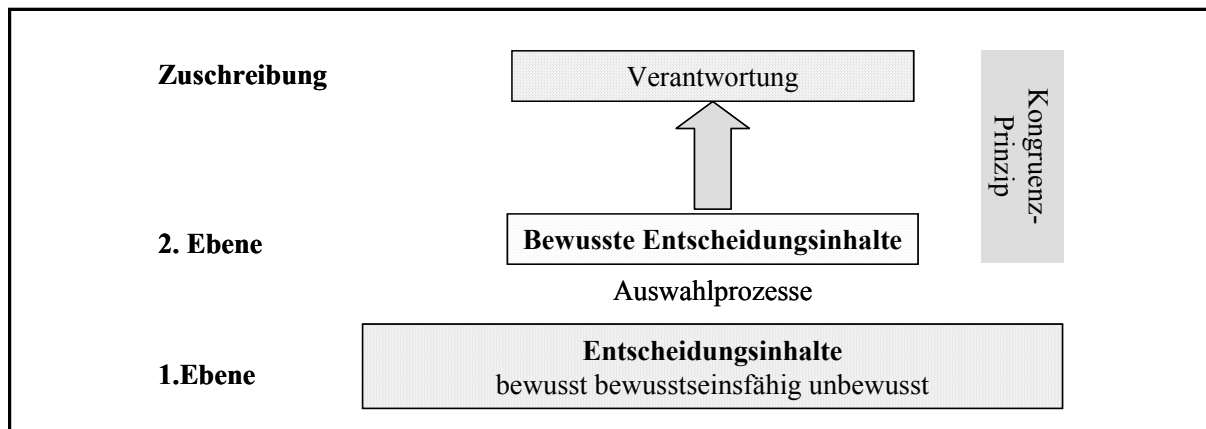 Zuschreibung
Verantwortung
Kongruenz-
Prinzip
2. Ebene
Bewusste Entscheidungsinhalte
Auswahlprozesse
1.Ebene
Entscheidungsinhalte
bewusst bewusstseinsfähig unbewusst